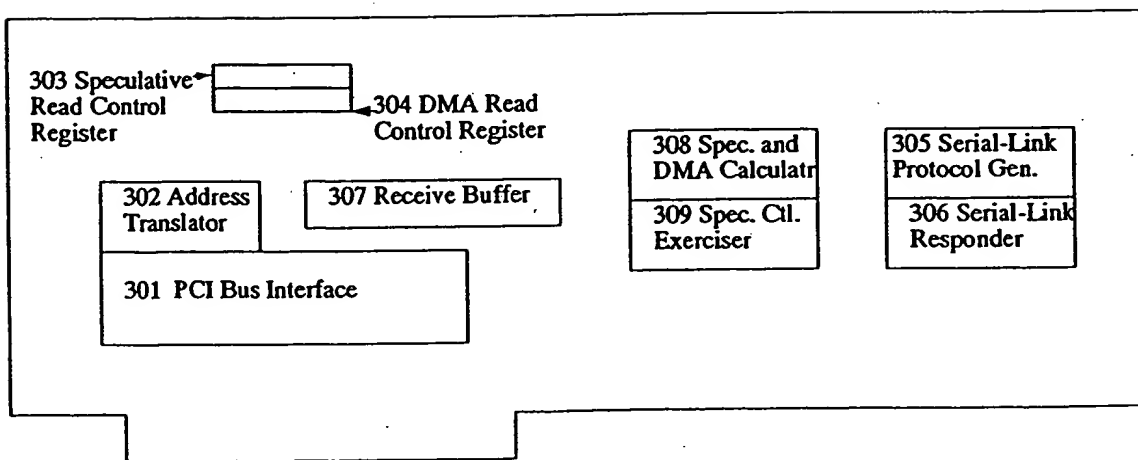 303 Speculative
Read Control
Register
304 DMA Read
Control Register
302 Address
Translator
307 Receive Buffer
301 PCI Bus Interface
308 Spec. and
DMA Calculatr
309 Spec. Ctl.
Exerciser
305 Serial-Link
Protocol Gen.
306 Serial-Link
Responder